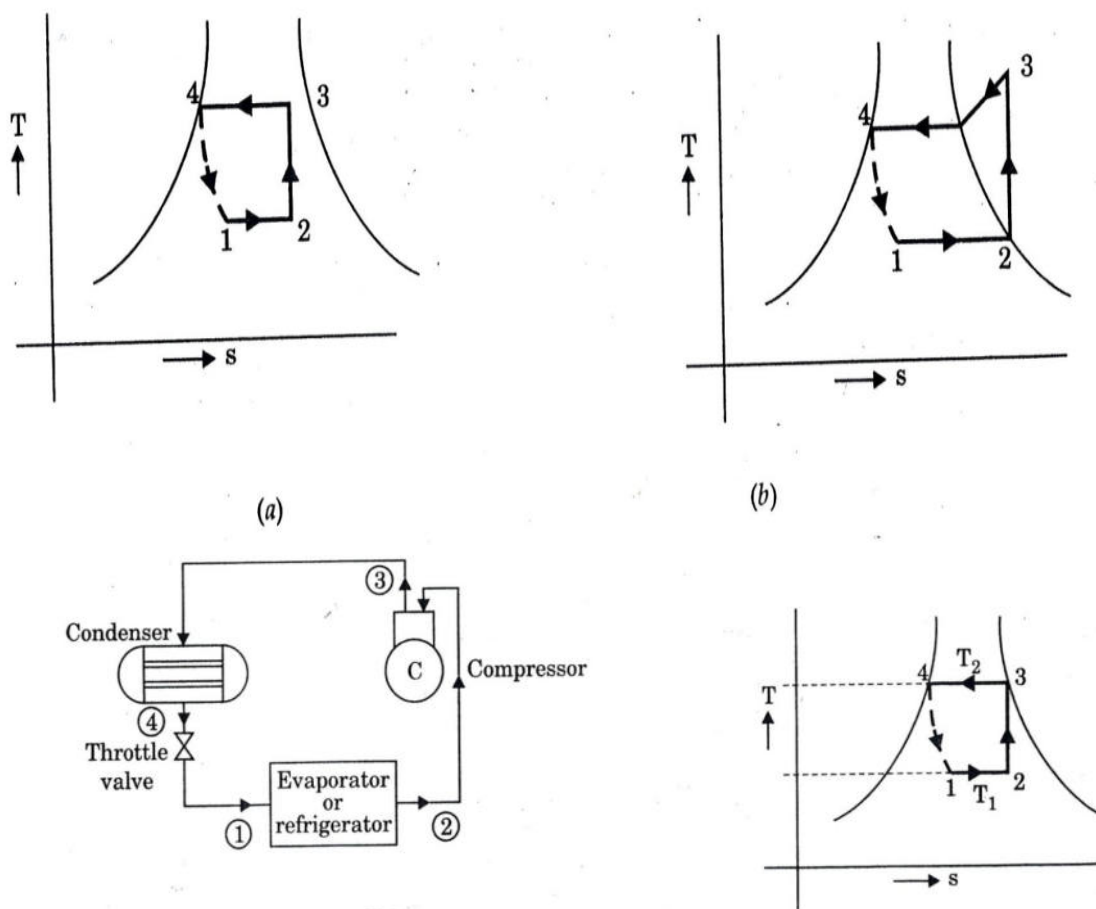 4
3
T
1
2
s
3
4
T
1
2
s
(a)
(b)
③
Condenser
C
Compressor
④
Throttle
valve
Evaporator
or
refrigerator
①
②
4
T₂
3
T
1
T₁
2
s